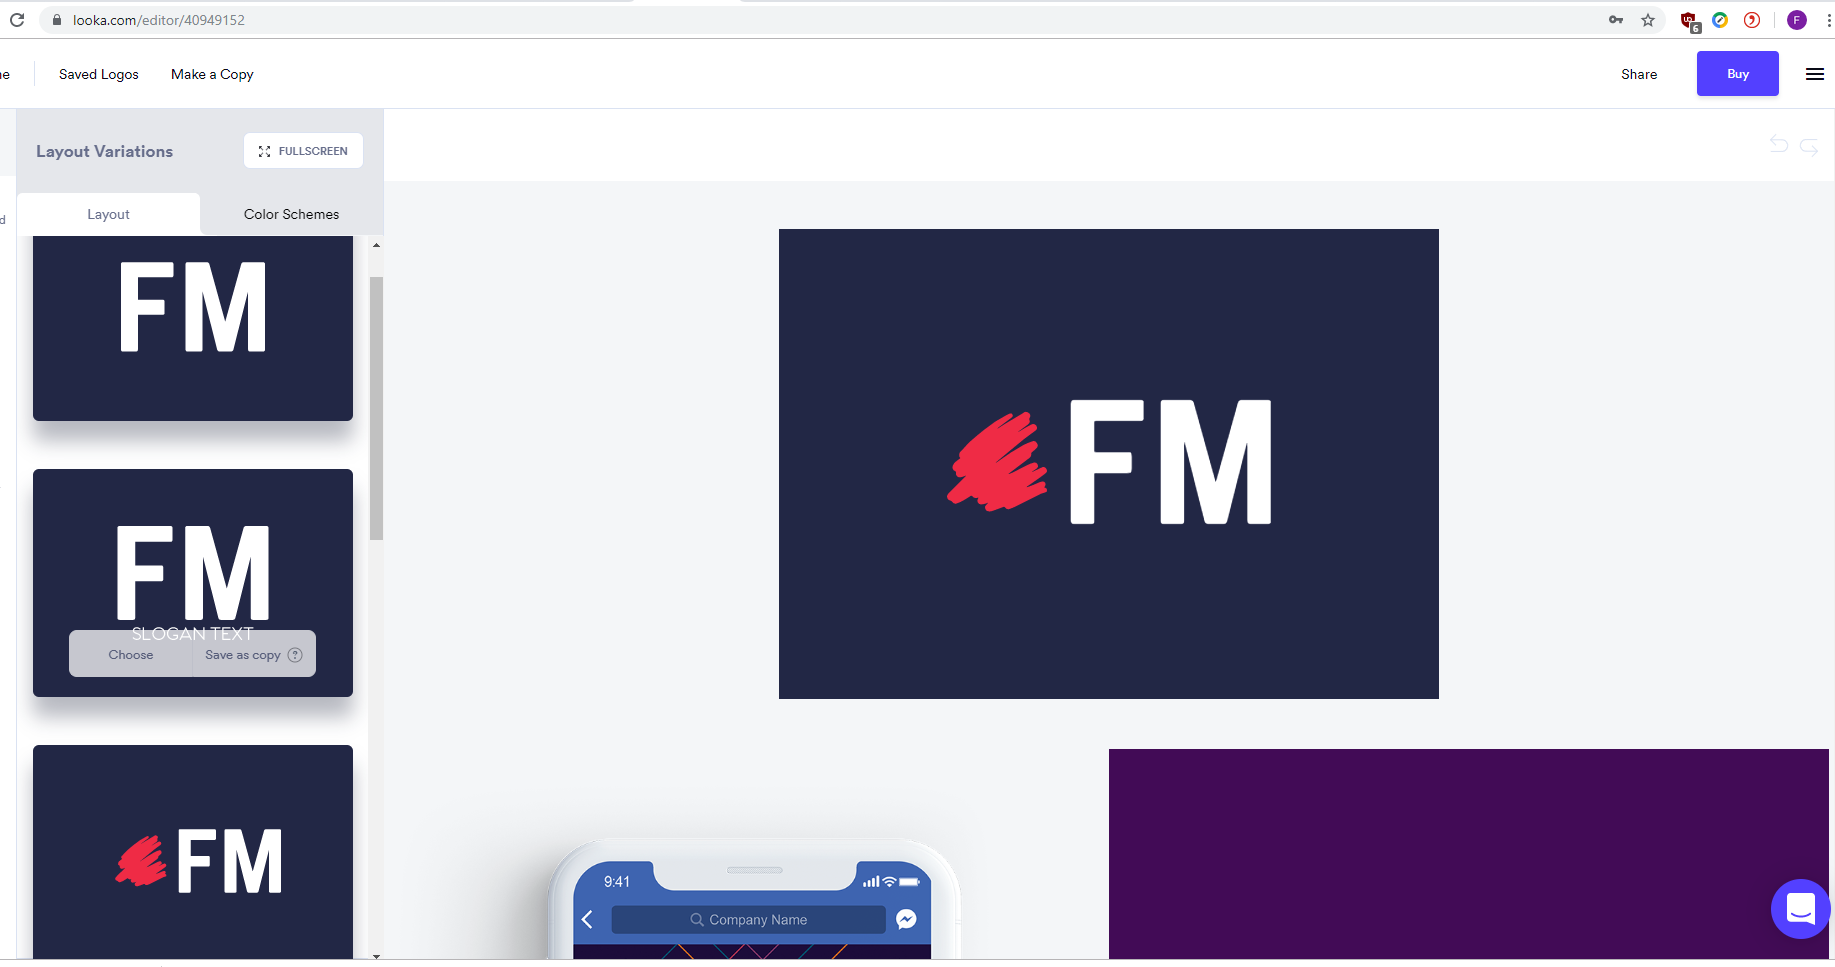 looka.com/editor/40949152
6
F
Saved Logos
Make a Copy
Share
Buy
Layout Variations
FULLSCREEN
Layout
Color Schemes
FM
FM
SLOGAN TEXT
Choose
Save as copy ?
FM
FM
9:41
Company Name